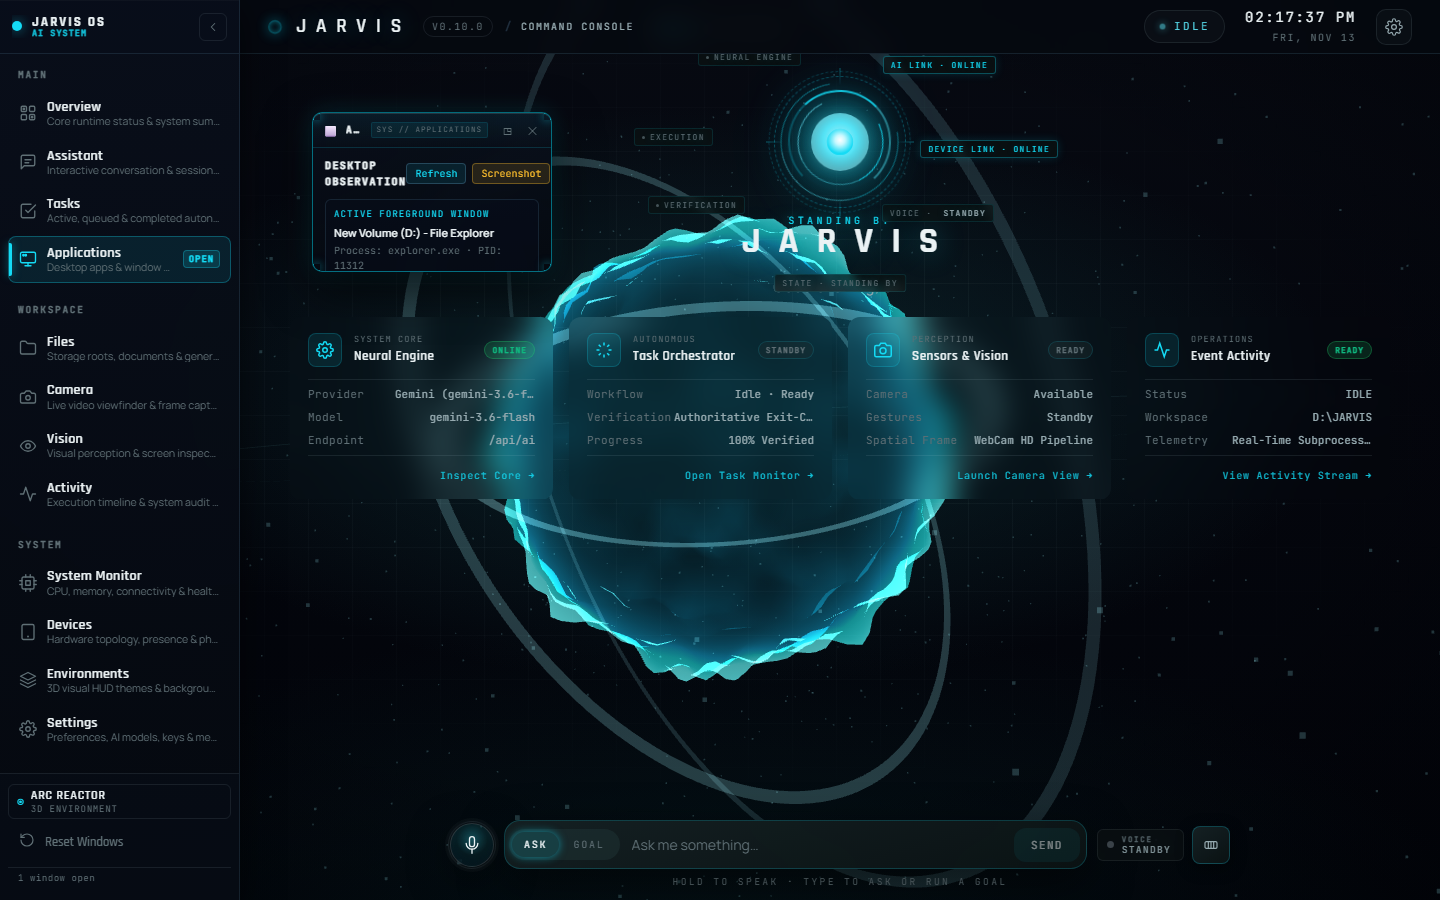 JARVIS OS
AI SYSTEM
MAIN
Overview
Core runtime status & system sum...
Assistant
Interactive conversation & session...
Tasks
Active, queued & completed auton...
Applications
Desktop apps & window ...
OPEN
WORKSPACE
Files
Storage roots, documents & gener...
Camera
Live video viewfinder & frame capt...
Vision
Visual perception & screen inspec...
Activity
Execution timeline & system audit ...
SYSTEM
System Monitor
CPU, memory, connectivity & healt...
Devices
Hardware topology, presence & ph...
Environments
3D visual HUD themes & backgrou...
Settings
Preferences, AI models, keys & me...
ARC REACTOR
3D ENVIRONMENT
Reset Windows
1 window open
JARVIS
V0.10.0
/ COMMAND CONSOLE
IDLE
02:17:37 PM
FRI, NOV 13
NEURAL ENGINE
AI LINK - ONLINE
EXECUTION
DEVICE LINK - ONLINE
VERIFICATION
VOICE - STANDBY
STANDING BY
JARVIS
STATE · STANDING BY
A...
SYS // APPLICATIONS
DESKTOP OBSERVATION
Refresh
Screenshot
ACTIVE FOREGROUND WINDOW
New Volume (D:) - File Explorer
Process: explorer.exe · PID:
11312
SYSTEM CORE
Neural Engine
ONLINE
Provider Gemini (gemini-3.6-f...
Model gemini-3.6-flash
Endpoint /api/ai
Inspect Core →
AUTONOMOUS
Task Orchestrator
STANDBY
Workflow Idle · Ready
Verification Authoritative Exit-C...
Progress 100% Verified
Open Task Monitor →
PERCEPTION
Sensors & Vision
READY
Camera Available
Gestures Standby
Spatial Frame WebCam HD Pipeline
Launch Camera View →
OPERATIONS
Event Activity
READY
Status IDLE
Workspace D:\JARVIS
Telemetry Real-Time Subprocess...
View Activity Stream →
ASK
GOAL
Ask me something...
SEND
VOICE
STANDBY
HOLD TO SPEAK · TYPE TO ASK OR RUN A GOAL